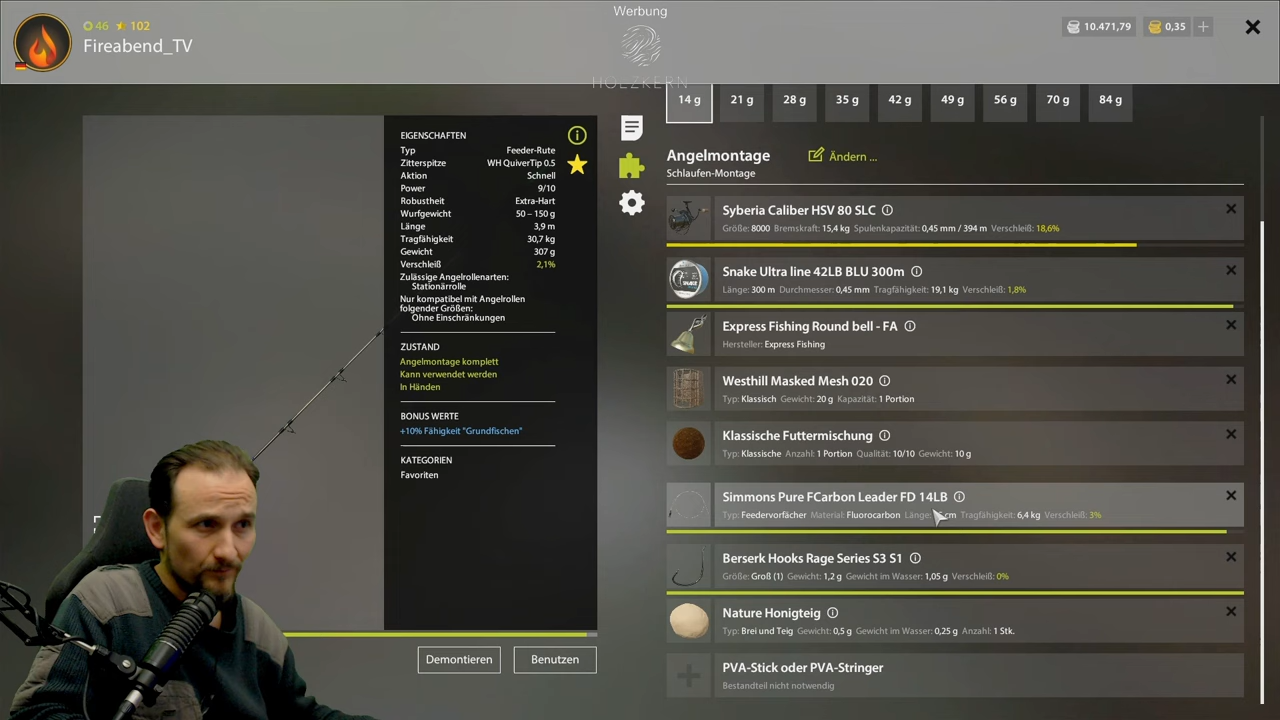 46 102
Fireabend_TV
Werbung
HOLZKERN
10.471,79
0,35
14 g
21 g
28 g
35 g
42 g
49 g
56 g
70 g
84 g
EIGENSCHAFTEN
Typ Feeder-Rute
Zitterspitze WH QuiverTip 0.5
Aktion Schnell
Power 9/10
Robustheit Extra-Hart
Wurfgewicht 50 – 150 g
Länge 3,9 m
Tragfähigkeit 30,7 kg
Gewicht 307 g
Verschleiß 2,1%
Zulässige Angelrollenarten:
Stationärrolle
Nur kompatibel mit Angelrollen
folgender Größen:
Ohne Einschränkungen
ZUSTAND
Angelmontage komplett
Kann verwendet werden
In Händen
BONUS WERTE
+10% Fähigkeit "Grundfischen"
KATEGORIEN
Favoriten
Demontieren
Benutzen
Angelmontage
Ändern ...
Schlaufen-Montage
Syberia Caliber HSV 80 SLC
Größe: 8000 Bremskraft: 15,4 kg Spulenkapazität: 0,45 mm / 394 m Verschleiß: 18,6%
Snake Ultra line 42LB BLU 300m
Länge: 300 m Durchmesser: 0,45 mm Tragfähigkeit: 19,1 kg Verschleiß: 1,8%
Express Fishing Round bell - FA
Hersteller: Express Fishing
Westhill Masked Mesh 020
Typ: Klassisch Gewicht: 20 g Kapazität: 1 Portion
Klassische Futtermischung
Typ: Klassische Anzahl: 1 Portion Qualität: 10/10 Gewicht: 10 g
Simmons Pure FCarbon Leader FD 14LB
Typ: Feedervorfächer Material: Fluorocarbon Länge: cm Tragfähigkeit: 6,4 kg Verschleiß: 3%
Berserk Hooks Rage Series S3 S1
Größe: Groß (1) Gewicht: 1,2 g Gewicht im Wasser: 1,05 g Verschleiß: 0%
Nature Honigteig
Typ: Brei und Teig Gewicht: 0,5 g Gewicht im Wasser: 0,25 g Anzahl: 1 Stk.
PVA-Stick oder PVA-Stringer
Bestandteil nicht notwendig